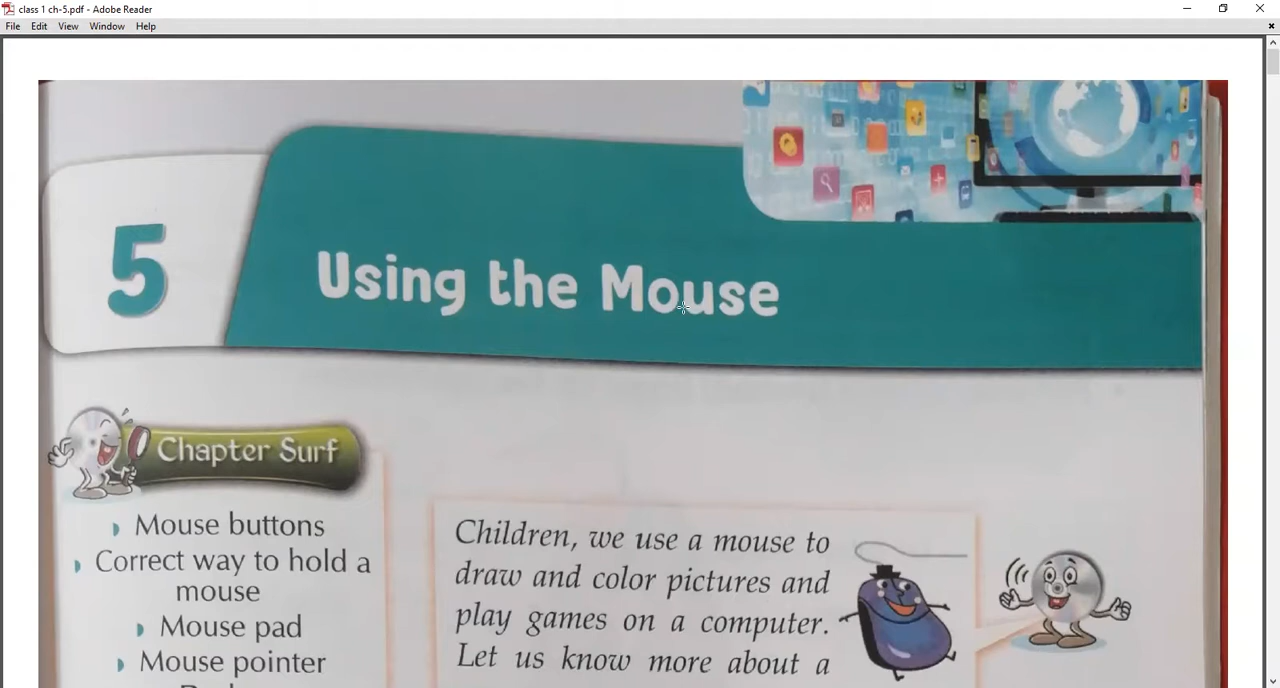 class 1 ch-5.pdf - Adobe Reader
File Edit View Window Help
5
Using the Mouse
Chapter Surf
Mouse buttons
Correct way to hold a
mouse
Mouse pad
Mouse pointer
Children, we use a mouse to
draw and color pictures and
play games on a computer.
Let us know more about a